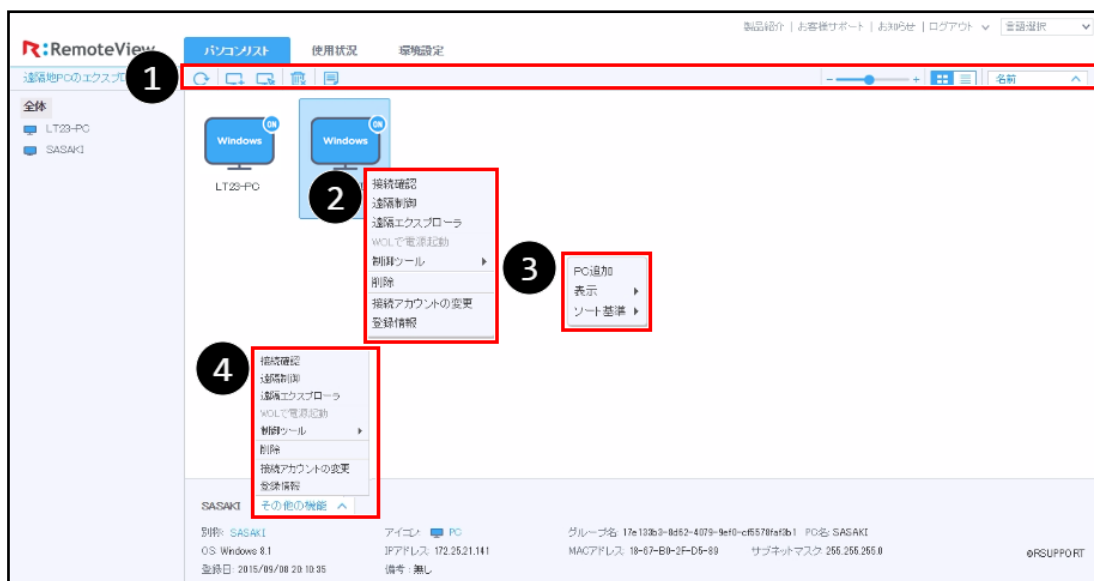 製品紹介 | お客様サポート | お知らせ | ログアウト 言語選択
R:RemoteView パソコンリスト 使用状況 環境設定
遠隔地PCのエクスプロ 1 - + 名前
全体
LT23-PC
SASAKI
Windows ON Windows ON
LT23-PC
2
接続確認
遠隔制御
遠隔エクスプローラ
WOLで電源起動
制御ツール
削除
接続アカウントの変更
登録情報
3
PC追加
表示
ソート基準
4
接続確認
遠隔制御
遠隔エクスプローラ
WOLで電源起動
制御ツール
削除
接続アカウントの変更
登録情報
SASAKI その他の機能
別称: SASAKI アイコン: PC グループ名: 17e133b3-8d52-4079-9ef0-cf5578faf3b1 PC名: SASAKI
OS: Windows 8.1 IPアドレス: 172.25.21.141 MACアドレス: 18-67-B0-2F-D5-89 サブネットマスク: 255.255.255.0
登録日: 2015/09/08 20:10:35 備考 : 無し
©RSUPPORT